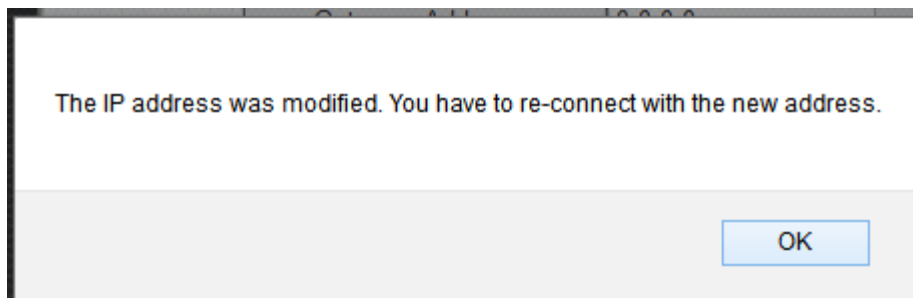 The IP address was modified. You have to re-connect with the new address.
OK